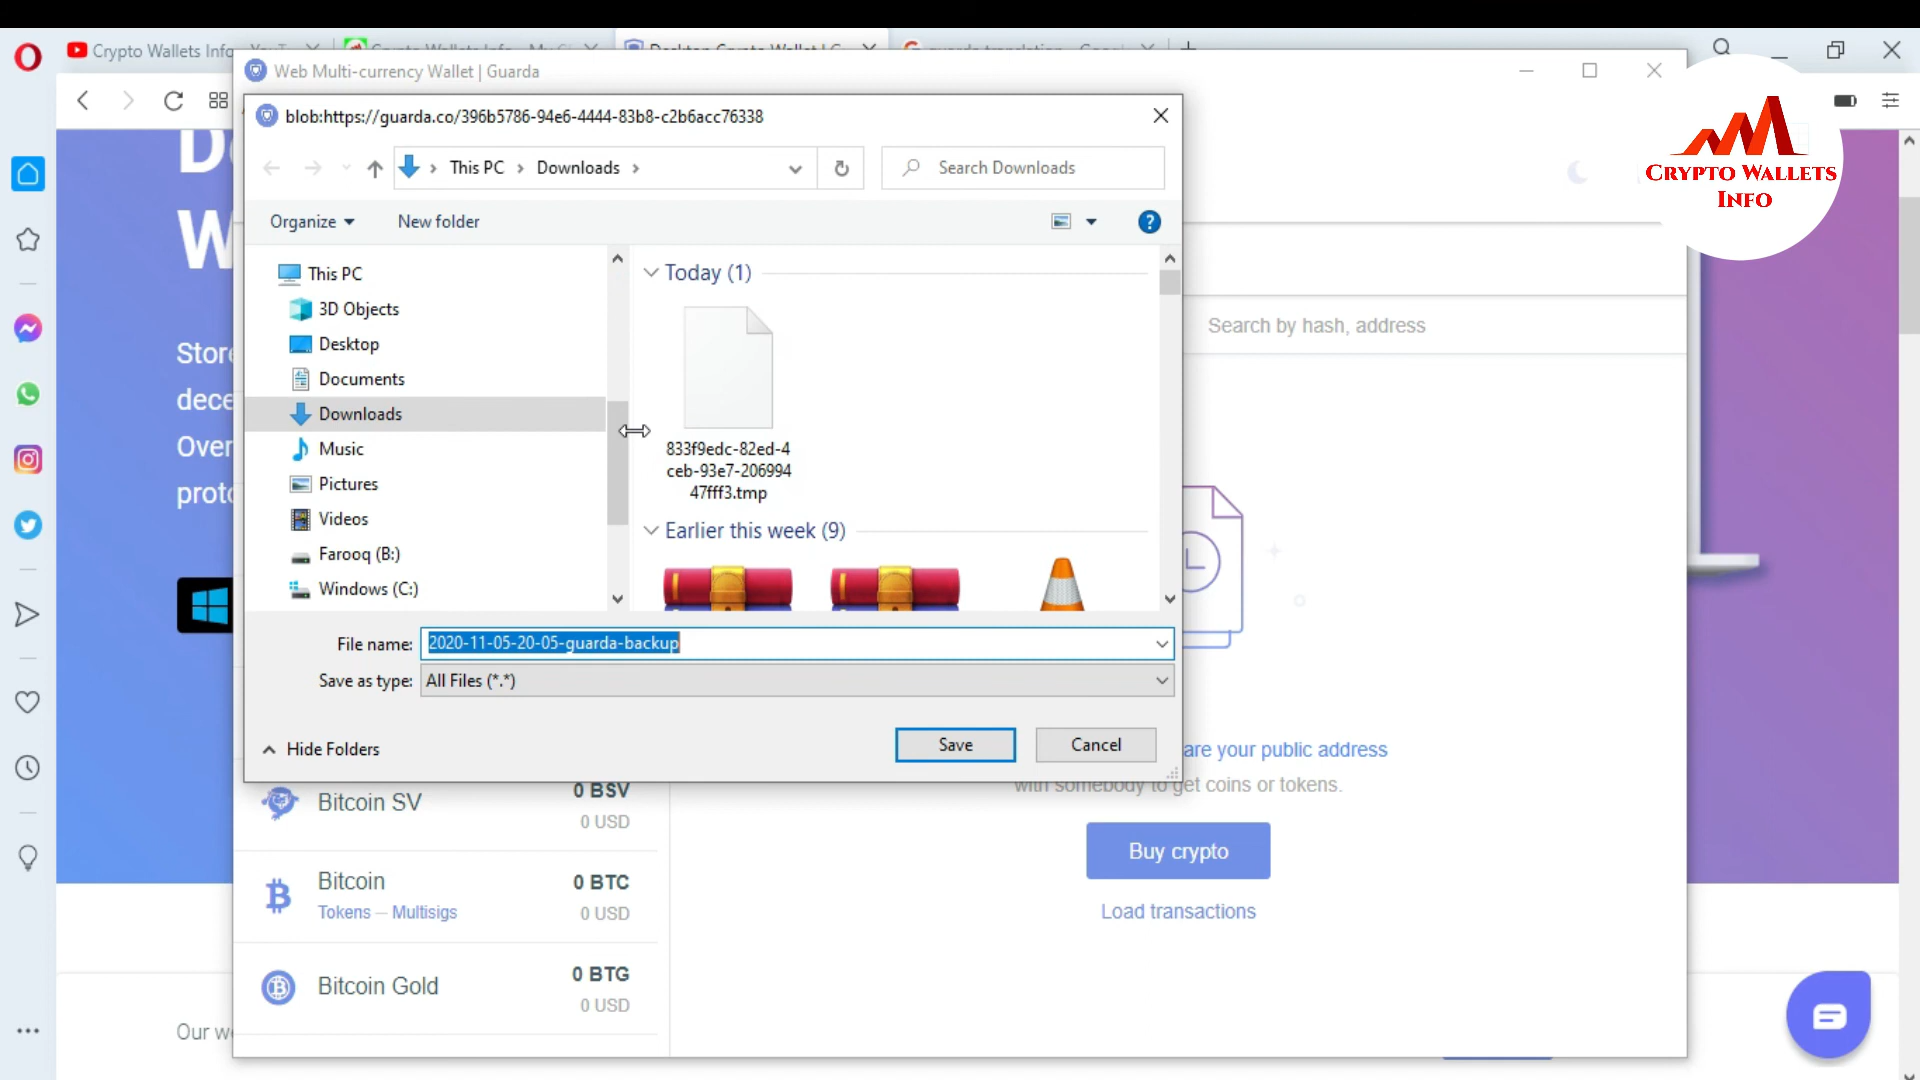 Crypto Wallets Info
Web Multi-currency Wallet | Guarda
CRYPTO WALLETS
INFO
blob:https://guarda.co/396b5786-94e6-4444-83b8-c2b6acc76338
This PC > Downloads >
Search Downloads
Organize
New folder
This PC
3D Objects
Desktop
Documents
Downloads
Music
Pictures
Videos
Farooq (B:)
Windows (C:)
Today (1)
833f9edc-82ed-4
ceb-93e7-206994
47fff3.tmp
Earlier this week (9)
File name: 2020-11-05-20-05-guarda-backup
Save as type: All Files (*.*)
Hide Folders
Save
Cancel
Search by hash, address
are your public address
with somebody to get coins or tokens.
Buy crypto
Load transactions
Bitcoin SV
0 BSV
0 USD
Bitcoin
Tokens — Multisigs
0 BTC
0 USD
Bitcoin Gold
0 BTG
0 USD
Our